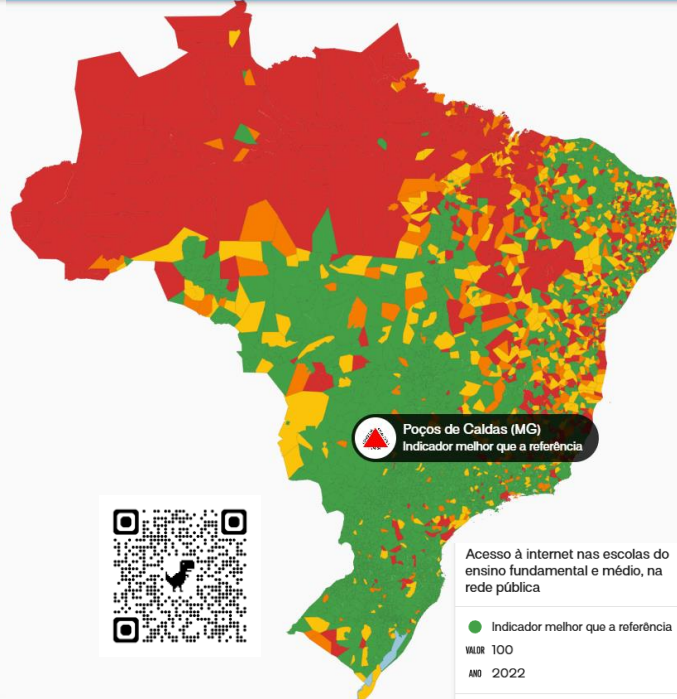 Poços de Caldas (MG)
Indicador melhor que a referência
Acesso à internet nas escolas do
ensino fundamental e médio, na
rede pública
Indicador melhor que a referência
VALOR 100
ANO 2022